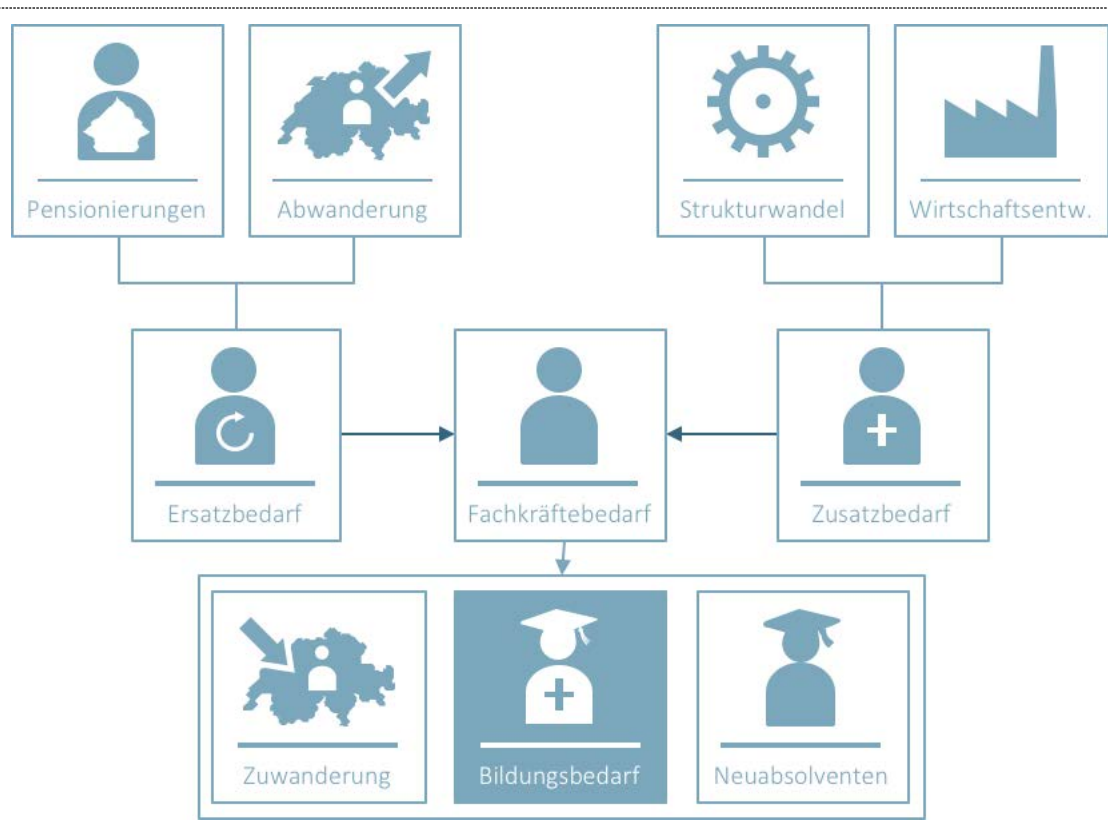 Pensionierungen
Abwanderung
Strukturwandel
Wirtschaftsentw.
Ersatzbedarf
Fachkräftebedarf
Zusatzbedarf
Zuwanderung
Bildungsbedarf
Neuabsolventen